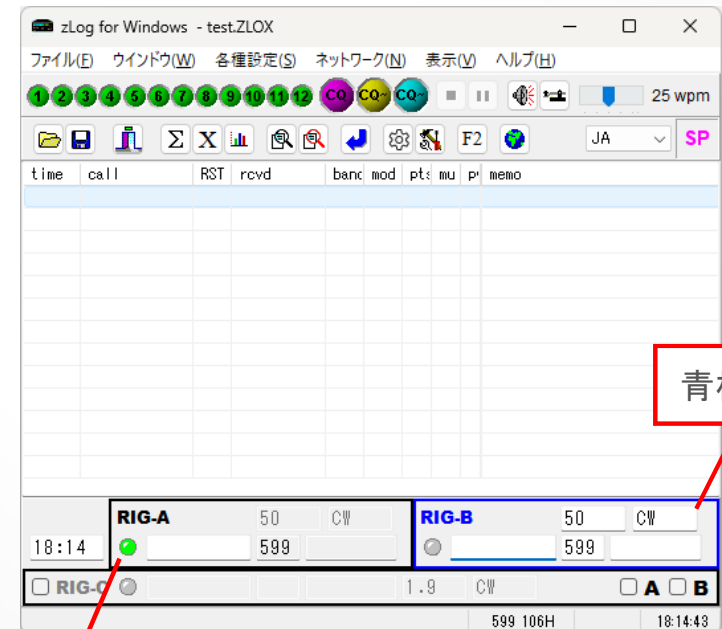 zLog for Windows - test.ZLOX
ファイル(F) ウインドウ(W) 各種設定(S) ネットワーク(N) 表示(V) ヘルプ(H)
1 2 3 4 5 6 7 8 9 10 11 12 CQ CQ~ CQ~ 25 wpm
Σ X F2 JA SP
time call RST rcvd banc mod pts mu memo
青
RIG-A 50 CW RIG-B 50 CW
18:14 599 599
RIG-C 1.9 CW A B
599 106H 18:14:43